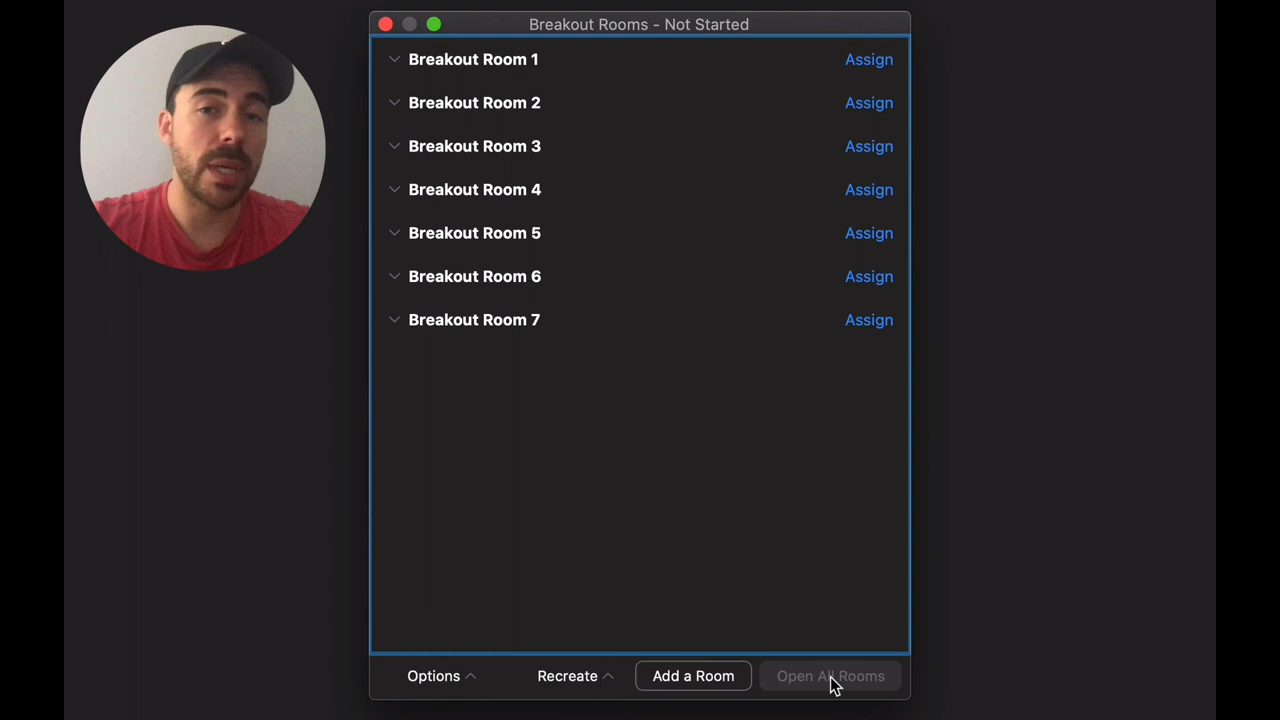 Breakout Rooms - Not Started
Breakout Room 1 Assign
Breakout Room 2 Assign
Breakout Room 3 Assign
Breakout Room 4 Assign
Breakout Room 5 Assign
Breakout Room 6 Assign
Breakout Room 7 Assign
Options Recreate Add a Room Open All Rooms